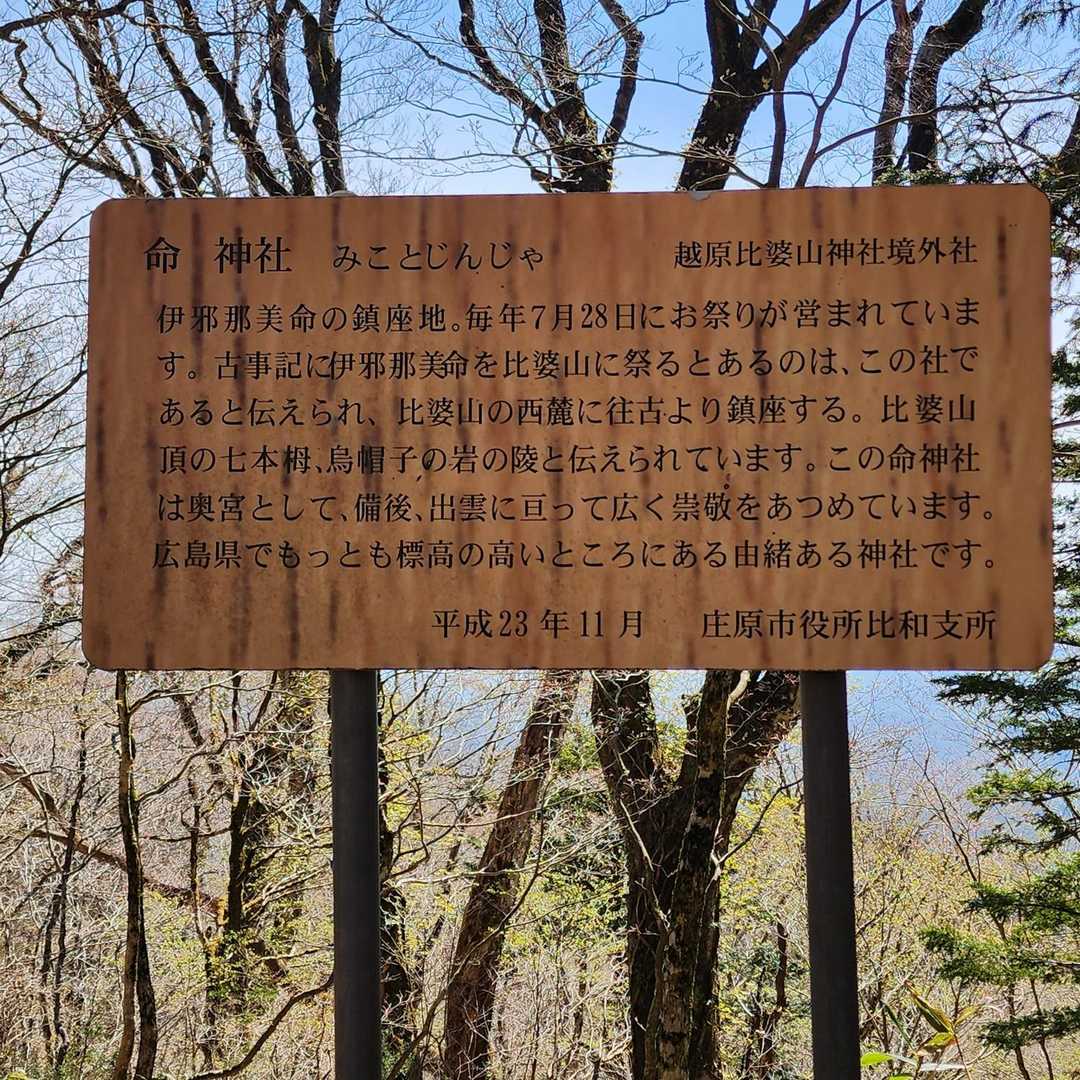 命 神社 みことじんじゃ 越原比婆山神社境外社
伊邪那美命の鎮座地。毎年7月28日にお祭りが営まれていま
す。古事記に伊邪那美命を比婆山に祭るとあるのは、この社で
あると伝えられ、比婆山の西麓に往古より鎮座する。比婆山
頂の七本栂、烏帽子の岩の陵と伝えられています。この命神社
は奥宮として、備後、出雲に亘って広く崇敬をあつめています。
広島県でもっとも標高の高いところにある由緒ある神社です。
平成23年11月 庄原市役所比和支所